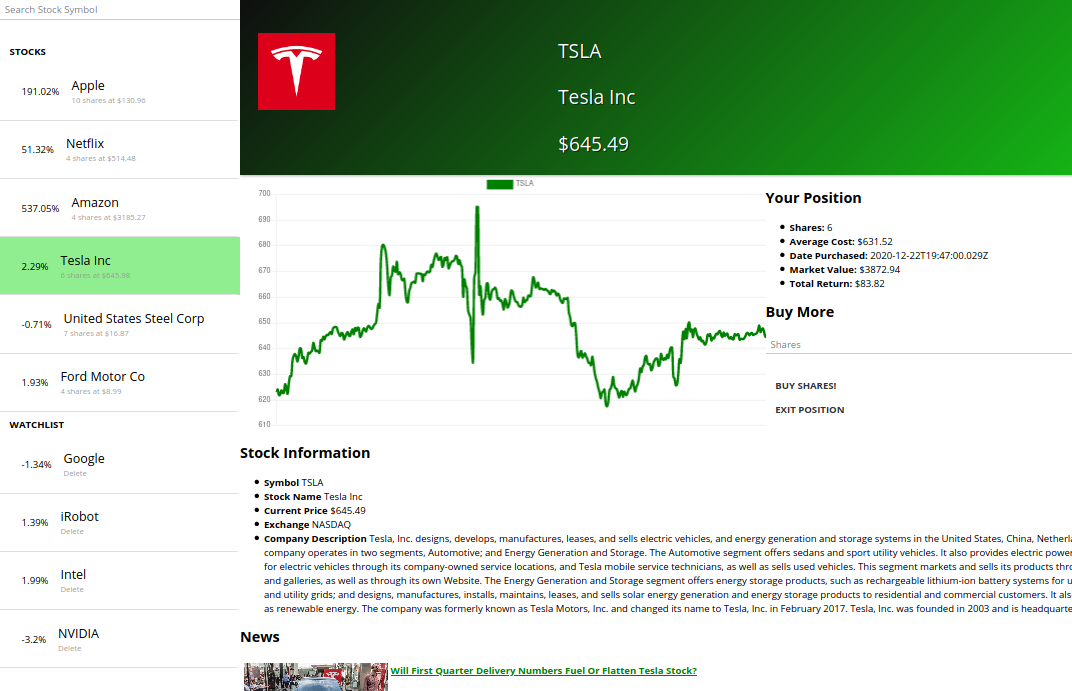 Search Stock Symbol
STOCKS
191.02%
Apple
10 shares at $130.96
51.32%
Netflix
4 shares at $514.48
537.05%
Amazon
4 shares at $3185.27
2.29%
Tesla Inc
6 shares at $645.98
-0.71%
United States Steel Corp
7 shares at $16.87
1.93%
Ford Motor Co
4 shares at $8.99
WATCHLIST
-1.34%
Google
Delete
1.39%
iRobot
Delete
1.99%
Intel
Delete
-3.2%
NVIDIA
Delete
TSLA
Tesla Inc
$645.49
TSLA
700
690
680
670
660
650
640
630
620
610
Your Position
Shares: 6
Average Cost: $631.52
Date Purchased: 2020-12-22T19:47:00.029Z
Market Value: $3872.94
Total Return: $83.82
Buy More
Shares
BUY SHARES!
EXIT POSITION
Stock Information
Symbol TSLA
Stock Name Tesla Inc
Current Price $645.49
Exchange NASDAQ
Company Description Tesla, Inc. designs, develops, manufactures, leases, and sells electric vehicles, and energy generation and storage systems in the United States, China, Netherla
company operates in two segments, Automotive; and Energy Generation and Storage. The Automotive segment offers sedans and sport utility vehicles. It also provides electric power
for electric vehicles through its company-owned service locations, and Tesla mobile service technicians, as well as sells used vehicles. This segment markets and sells its products thro
and galleries, as well as through its own Website. The Energy Generation and Storage segment offers energy storage products, such as rechargeable lithium-ion battery systems for u
and utility grids; and designs, manufactures, installs, maintains, leases, and sells solar energy generation and energy storage products to residential and commercial customers. It als
as renewable energy. The company was formerly known as Tesla Motors, Inc. and changed its name to Tesla, Inc. in February 2017. Tesla, Inc. was founded in 2003 and is headquarte
News
Will First Quarter Delivery Numbers Fuel Or Flatten Tesla Stock?